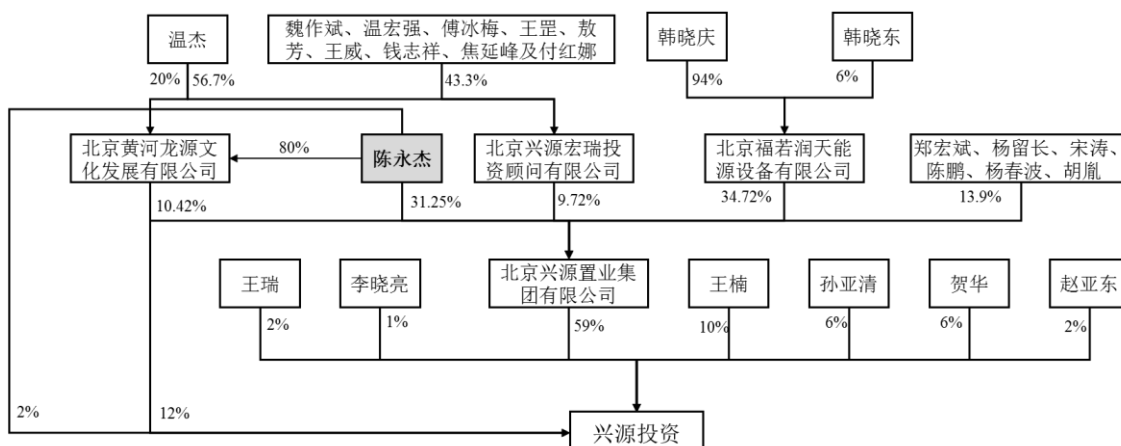 温杰
魏作斌、温宏强、傅冰梅、王罡、敖
芳、王威、钱志祥、焦延峰及付红娜
韩晓庆
韩晓东
20%
56.7%
43.3%
94%
6%
北京黄河龙源文
化发展有限公司
80%
陈永杰
北京兴源宏瑞投
资顾问有限公司
北京福若润天能
源设备有限公司
郑宏斌、杨留长、宋涛、
陈鹏、杨春波、胡胤
10.42%
31.25%
9.72%
34.72%
13.9%
王瑞
李晓亮
北京兴源置业集
团有限公司
王楠
孙亚清
贺华
赵亚东
2%
1%
59%
10%
6%
6%
2%
2%
12%
兴源投资